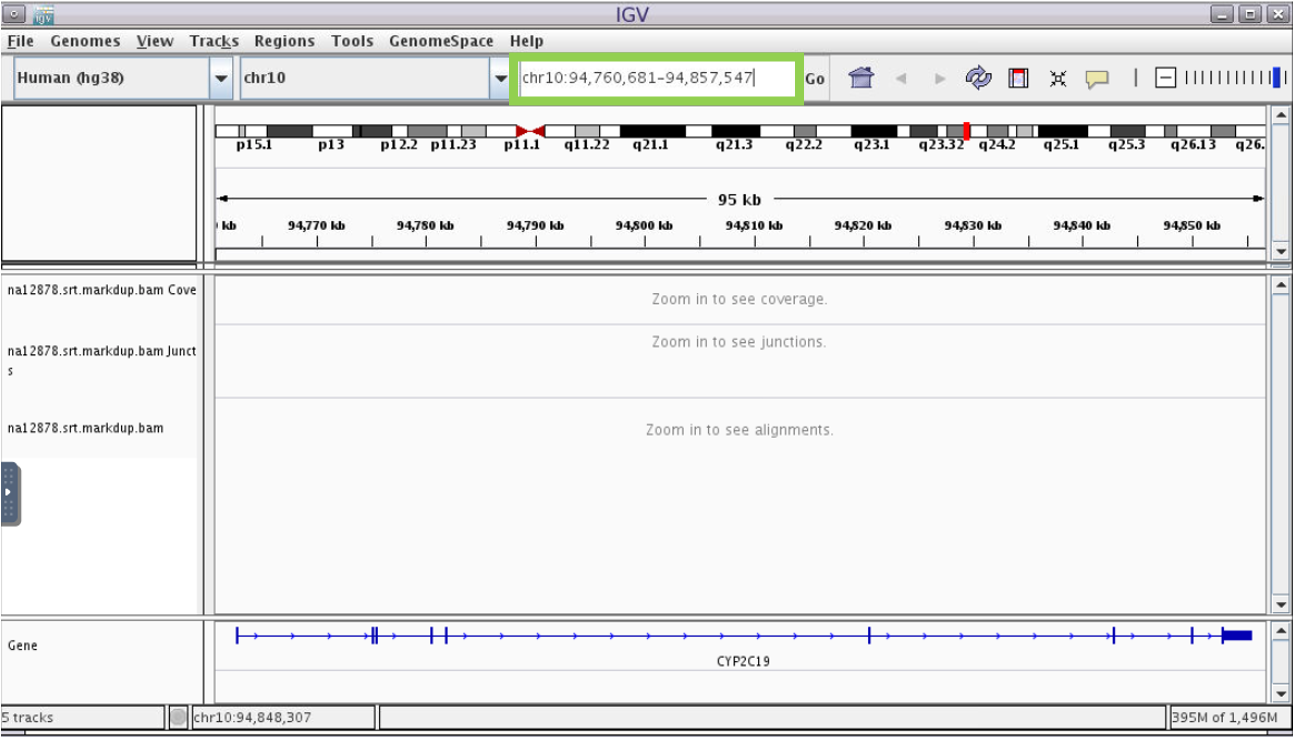 IGV
File Genomes View Tracks Regions Tools GenomeSpace Help
Human (hg38) chr10 chr10:94,760,681-94,857,547 Go
p15.1 p13 p12.2 p11.23 p11.1 q11.22 q21.1 q21.3 q22.2 q23.1 q23.32 q24.2 q25.1 q25.3 q26.13 q26.
95 kb
kb 94,770 kb 94,780 kb 94,790 kb 94,800 kb 94,810 kb 94,820 kb 94,830 kb 94,840 kb 94,850 kb
na12878.srt.markdup.bam Cove
Zoom in to see coverage.
na12878.srt.markdup.bam Junct
s
Zoom in to see junctions.
na12878.srt.markdup.bam
Zoom in to see alignments.
Gene
CYP2C19
5 tracks chr10:94,848,307 395M of 1,496M